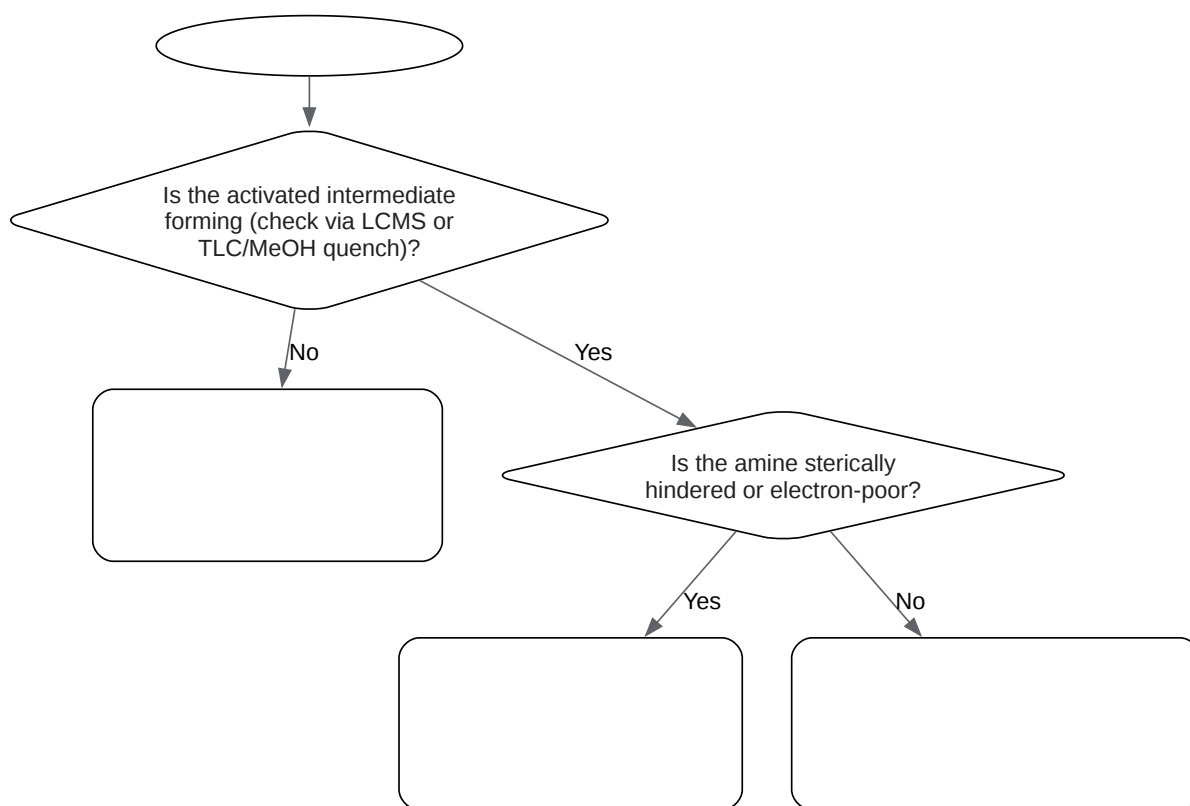 Is the activated intermediate
forming (check via LCMS or
TLC/MeOH quench)?
No
Yes
Is the amine sterically
hindered or electron-poor?
Yes
No